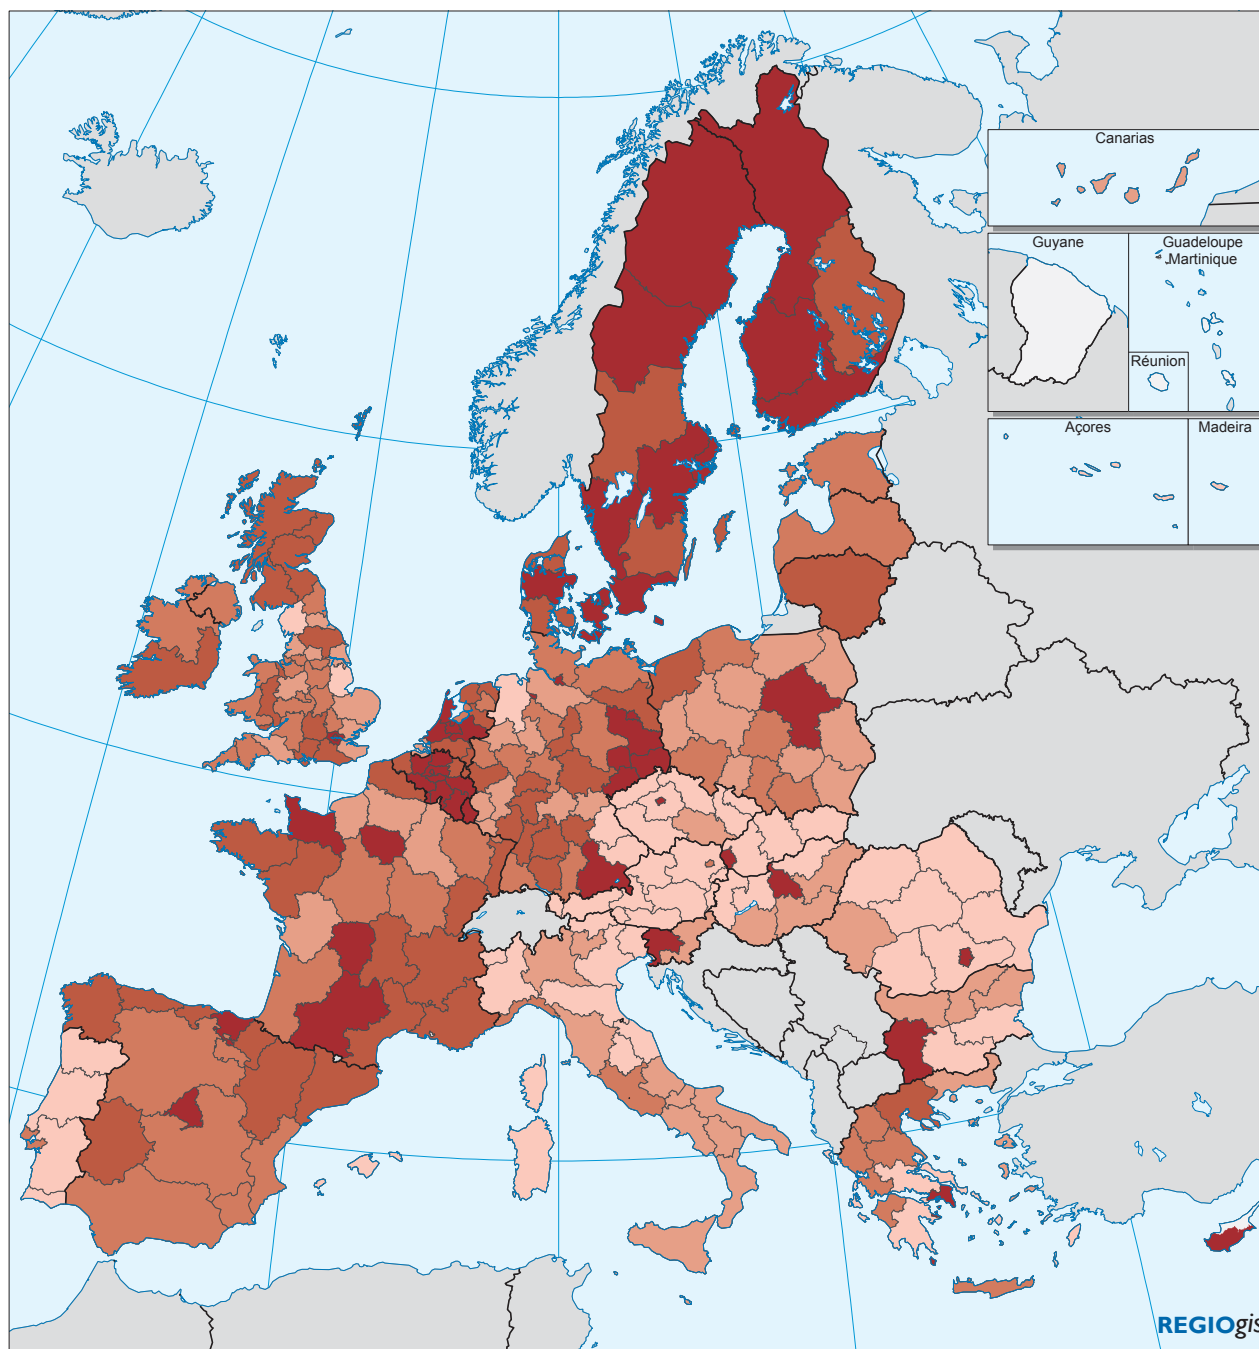 Canarias
Guyane
Guadeloupe
Martinique
Réunion
Açores
Madeira
REGIOgis